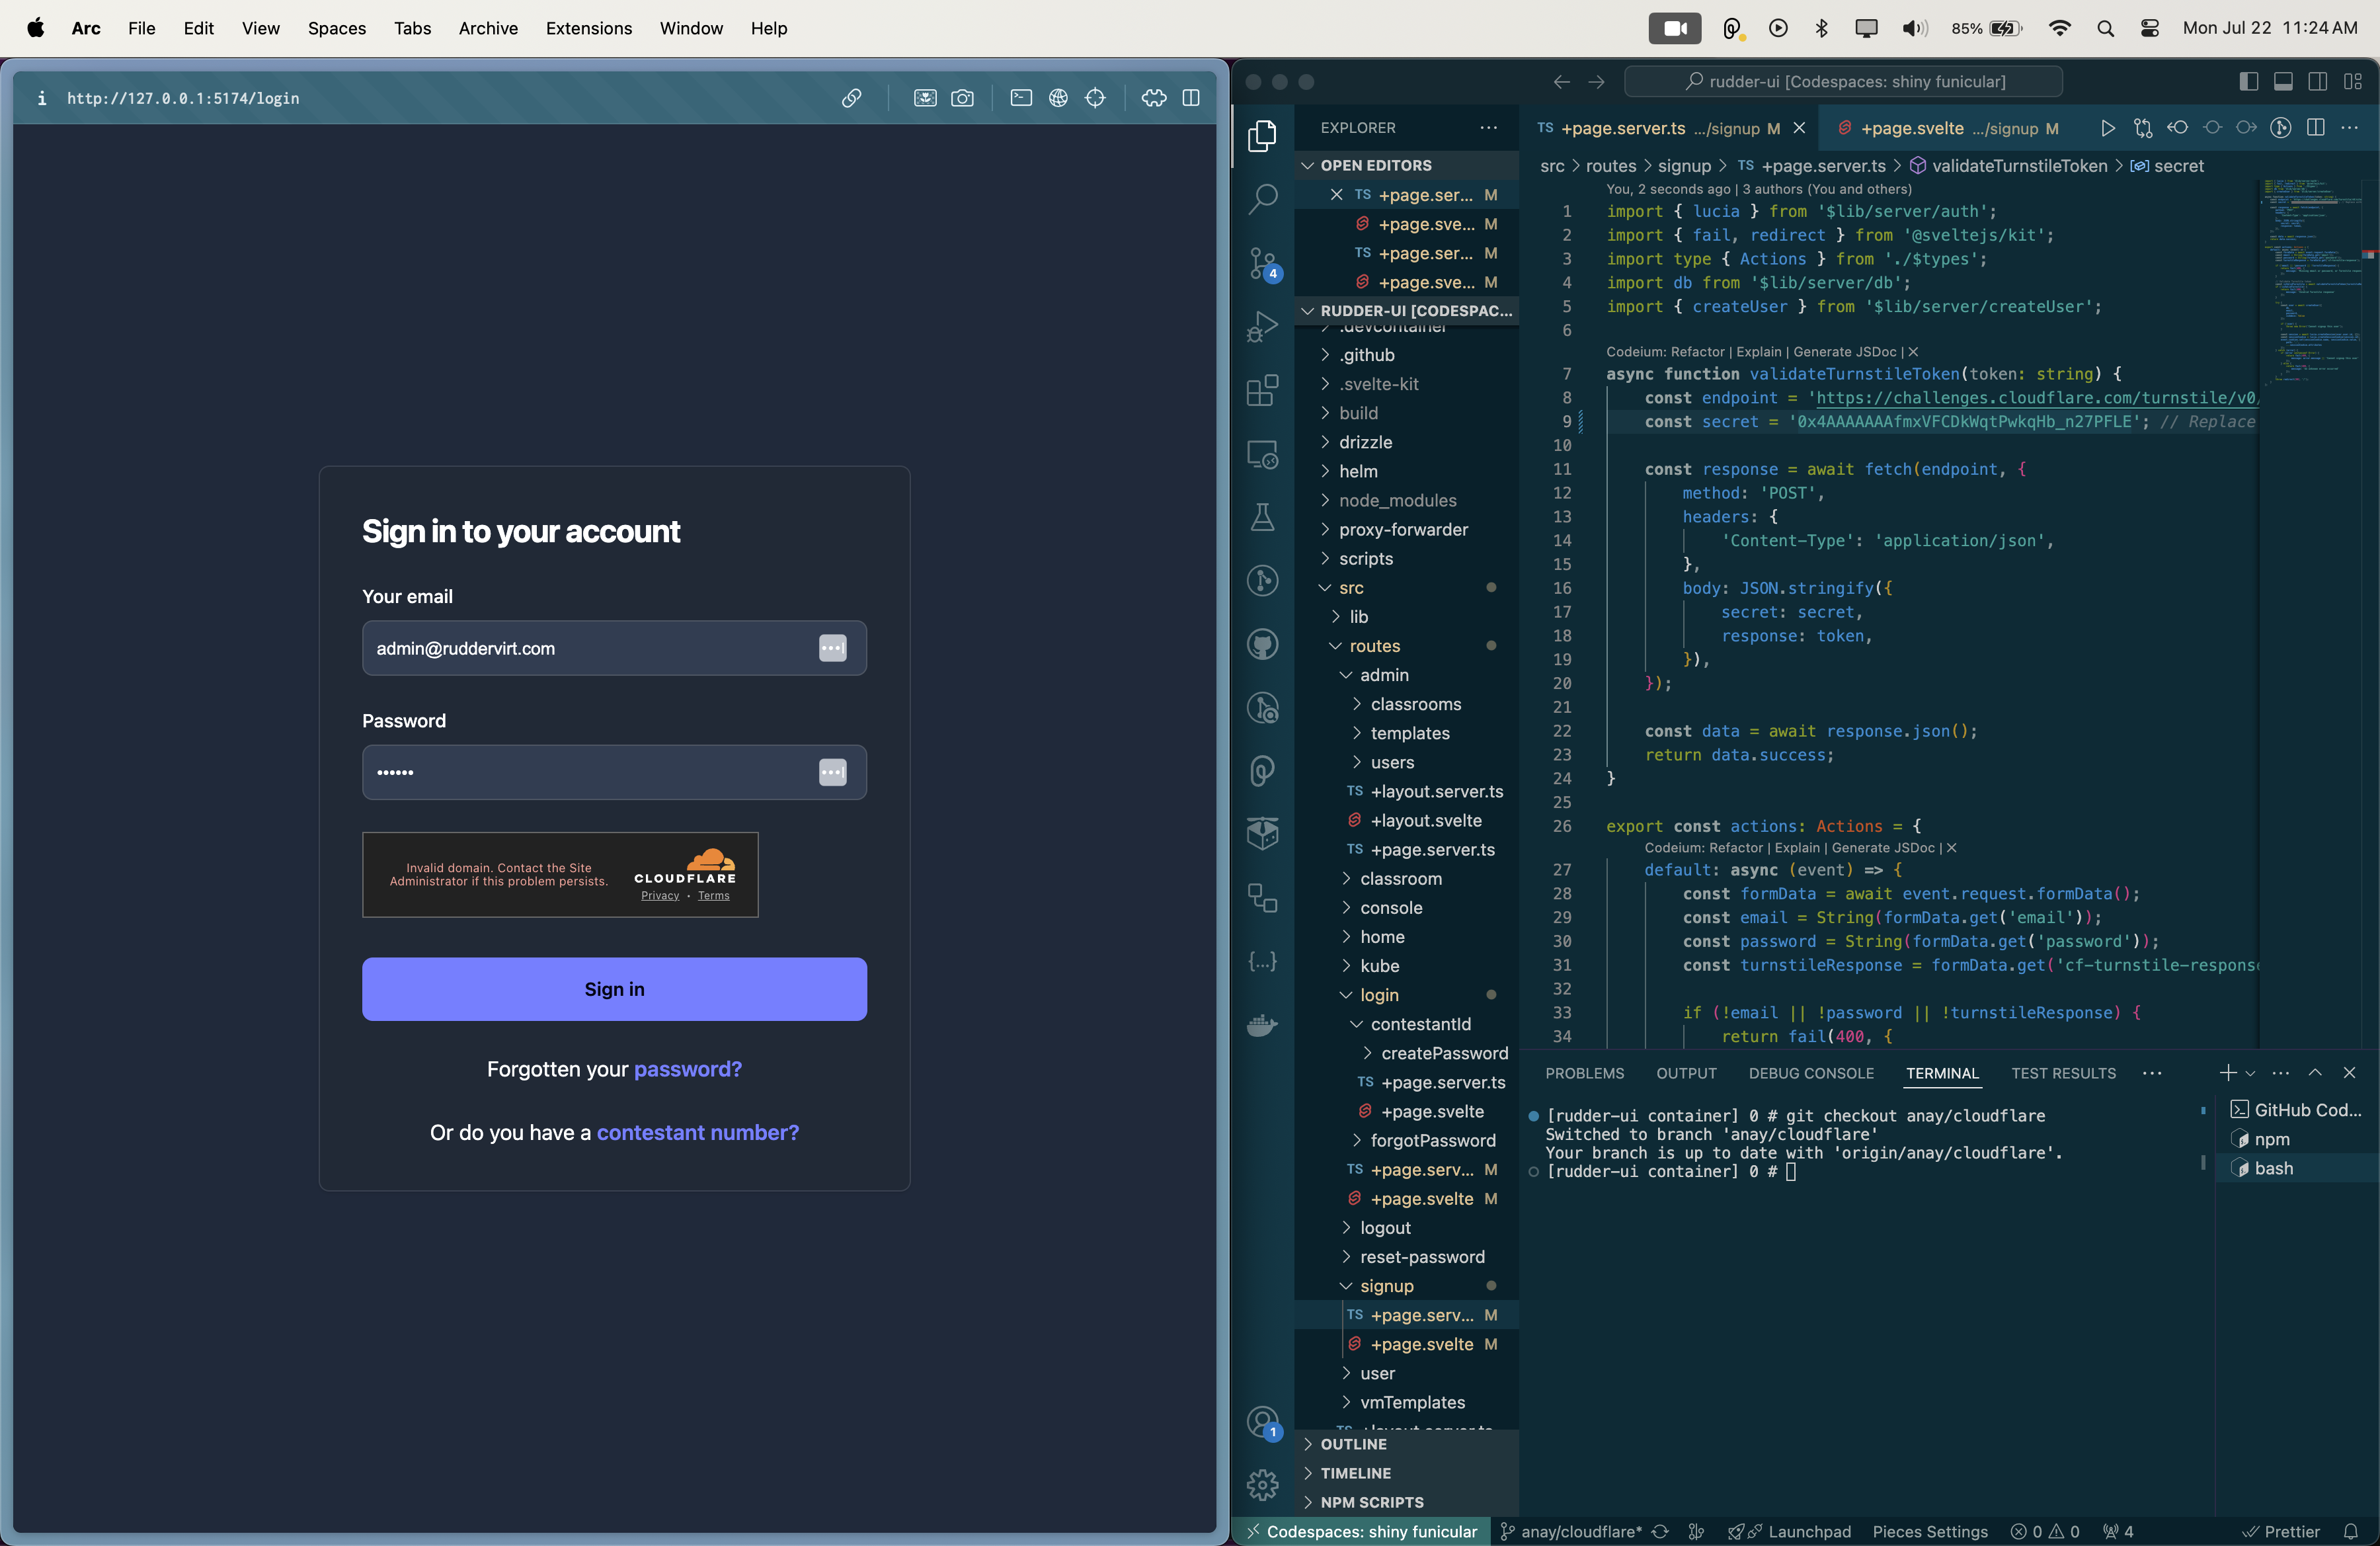 Arc File Edit View Spaces Tabs Archive Extensions Window Help
85% Mon Jul 22 11:24 AM
http://127.0.0.1:5174/login
Sign in to your account
Your email
admin@ruddervirt.com
Password
••••••
Invalid domain. Contact the Site
Administrator if this problem persists.
CLOUDFLARE
Privacy • Terms
Sign in
Forgotten your password?
Or do you have a contestant number?
rudder-ui [Codespaces: shiny funicular]
4
1
EXPLORER
OPEN EDITORS
TS +page.ser... M
+page.sve... M
TS +page.ser... M
+page.sve... M
RUDDER-UI [CODESPAC...
.devcontainer
.github
.svelte-kit
build
drizzle
helm
node_modules
proxy-forwarder
scripts
src
lib
routes
admin
classrooms
templates
users
TS +layout.server.ts
+layout.svelte
TS +page.server.ts
classroom
console
home
kube
login
contestantId
createPassword
TS +page.server.ts
+page.svelte
forgotPassword
TS +page.serv... M
+page.svelte M
logout
reset-password
signup
TS +page.serv... M
+page.svelte M
user
vmTemplates
OUTLINE
TIMELINE
NPM SCRIPTS
TS +page.server.ts .../signup M
+page.svelte .../signup M
src > routes > signup > TS +page.server.ts > validateTurnstileToken > secret
You, 2 seconds ago | 3 authors (You and others)
1 import { lucia } from '$lib/server/auth';
2 import { fail, redirect } from '@sveltejs/kit';
3 import type { Actions } from './$types';
4 import db from '$lib/server/db';
5 import { createUser } from '$lib/server/createUser';
6
Codeium: Refactor | Explain | Generate JSDoc | X
7 async function validateTurnstileToken(token: string) {
8 const endpoint = 'https://challenges.cloudflare.com/turnstile/v0/
9 const secret = '0x4AAAAAAAfmxVFCDkWqtPwkqHb_n27PFLE'; // Replace
10
11 const response = await fetch(endpoint, {
12 method: 'POST',
13 headers: {
14 'Content-Type': 'application/json',
15 },
16 body: JSON.stringify({
17 secret: secret,
18 response: token,
19 }),
20 });
21
22 const data = await response.json();
23 return data.success;
24 }
25
26 export const actions: Actions = {
Codeium: Refactor | Explain | Generate JSDoc | X
27 default: async (event) => {
28 const formData = await event.request.formData();
29 const email = String(formData.get('email'));
30 const password = String(formData.get('password'));
31 const turnstileResponse = formData.get('cf-turnstile-respons
32
33 if (!email || !password || !turnstileResponse) {
34 return fail(400, {
PROBLEMS OUTPUT DEBUG CONSOLE TERMINAL TEST RESULTS
[rudder-ui container] 0 # git checkout anay/cloudflare
Switched to branch 'anay/cloudflare'
Your branch is up to date with 'origin/anay/cloudflare'.
[rudder-ui container] 0 #
GitHub Cod...
npm
bash
Codespaces: shiny funicular anay/cloudflare* Launchpad Pieces Settings 0 0 4 Prettier